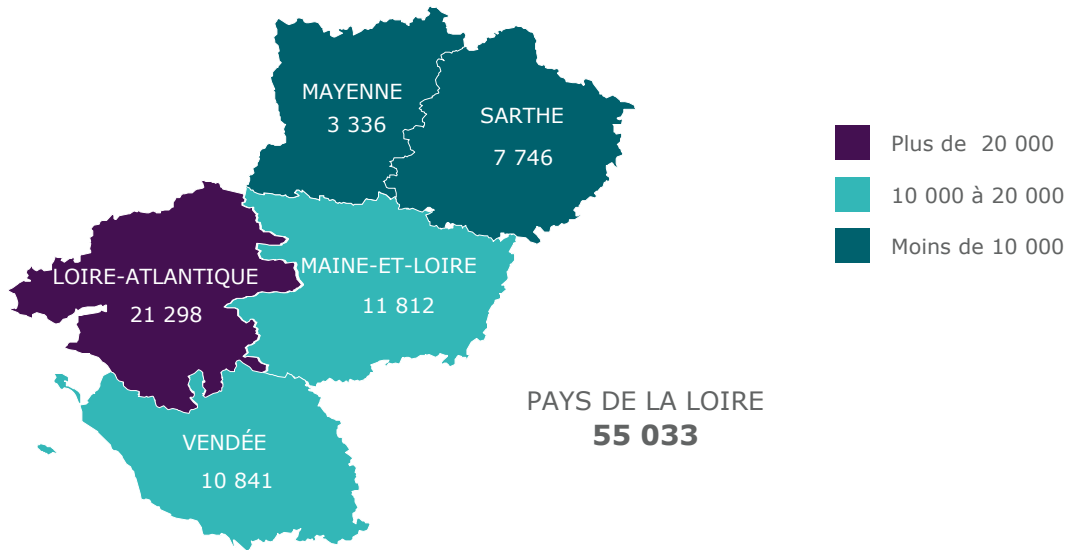 MAYENNE
3 336
SARTHE
7 746
LOIRE-ATLANTIQUE
21 298
MAINE-ET-LOIRE
11 812
VENDÉE
10 841
PAYS DE LA LOIRE
55 033
Plus de 20 000
10 000 à 20 000
Moins de 10 000